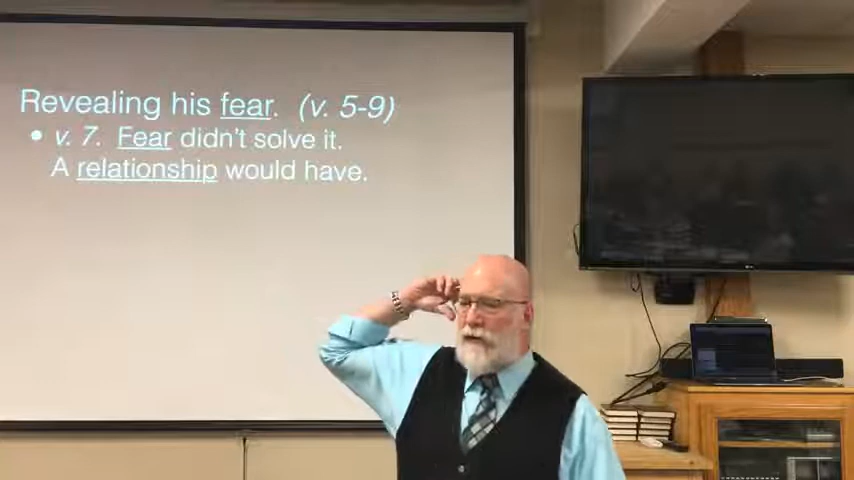 Revealing his fear. (v. 5-9)
• v. 7. Fear didn't solve it.
A relationship would have.